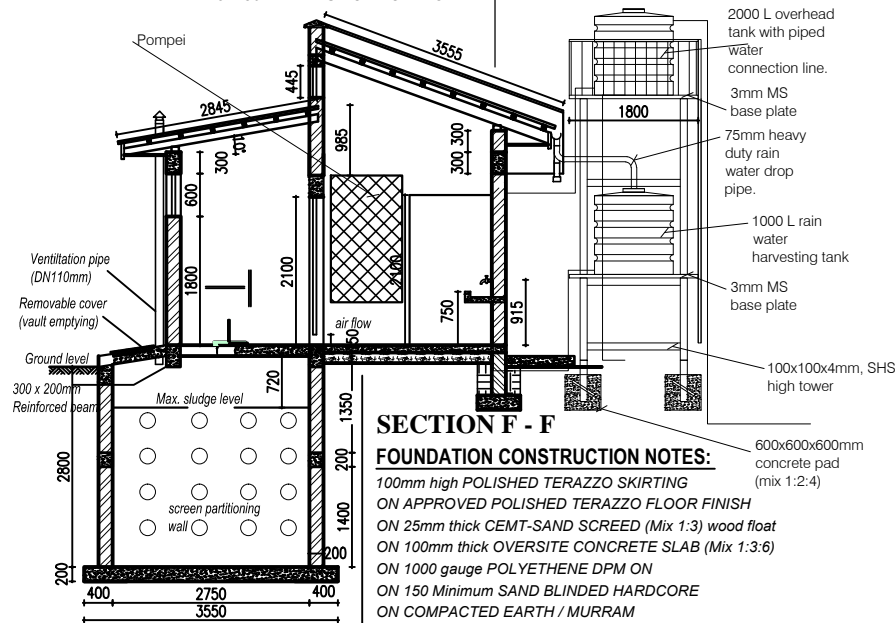 Pompei
445
3555
2845
985
300
300
300
600
1800
2100
2100
750
915
air flow
2000 L overhead
tank with piped
water
connection line.
3mm MS
base plate
1800
75mm heavy
duty rain
water drop
pipe.
1000 L rain
water
harvesting tank
3mm MS
base plate
100x100x4mm, SHS
high tower
600x600x600mm
concrete pad
(mix 1:2:4)
Ventiltation pipe
(DN110mm)
Removable cover
(vault emptying)
Ground level
300 x 200mm
Reinforced beam
Max. sludge level
720
1350
200
1400
2800
200
screen partitioning
wall
200
400
2750
400
3550
SECTION F - F
FOUNDATION CONSTRUCTION NOTES:
100mm high POLISHED TERAZZO SKIRTING
ON APPROVED POLISHED TERAZZO FLOOR FINISH
ON 25mm thick CEMT-SAND SCREED (Mix 1:3) wood float
ON 100mm thick OVERSITE CONCRETE SLAB (Mix 1:3:6)
ON 1000 gauge POLYETHENE DPM ON
ON 150 Minimum SAND BLINDED HARDCORE
ON COMPACTED EARTH / MURRAM